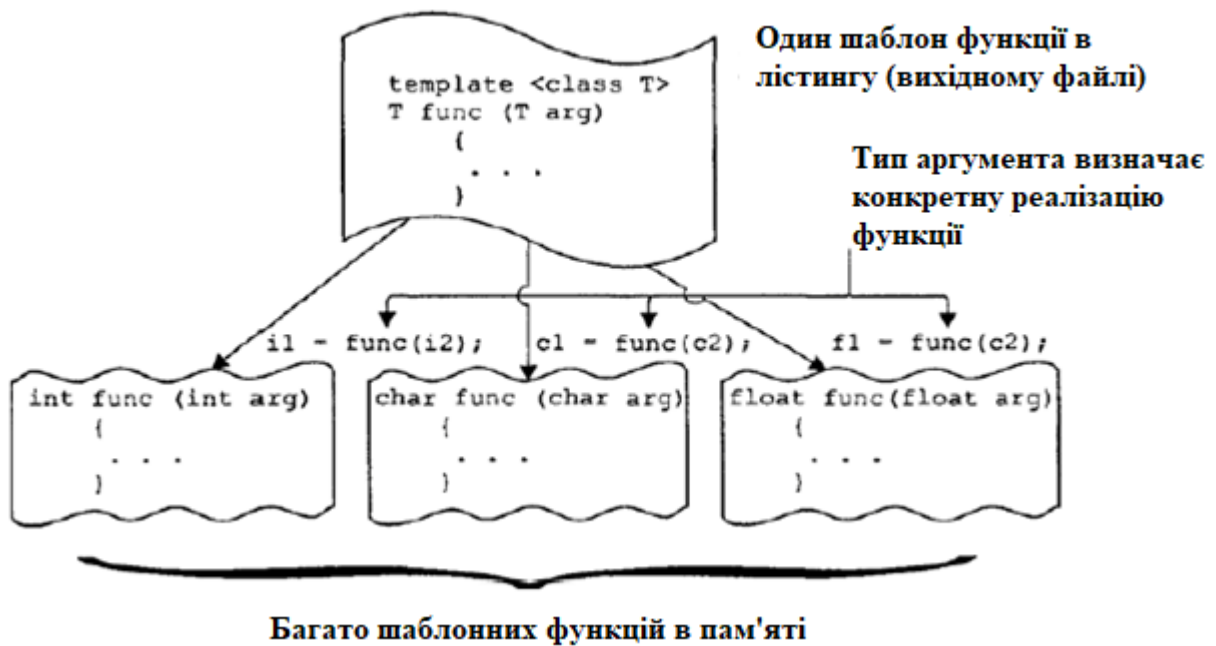 Один шаблон функції в
лістингу (вихідному файлі)
template <class T>
T func (T arg)
{
. . .
}
Тип аргумента визначає
конкретну реалізацію
функції
i1 - func(i2); c1 - func(c2); f1 - func(c2);
int func (int arg) char func (char arg) float func(float arg)
{ { {
. . . . . . . . .
} } }
Багато шаблонних функцій в пам'яті